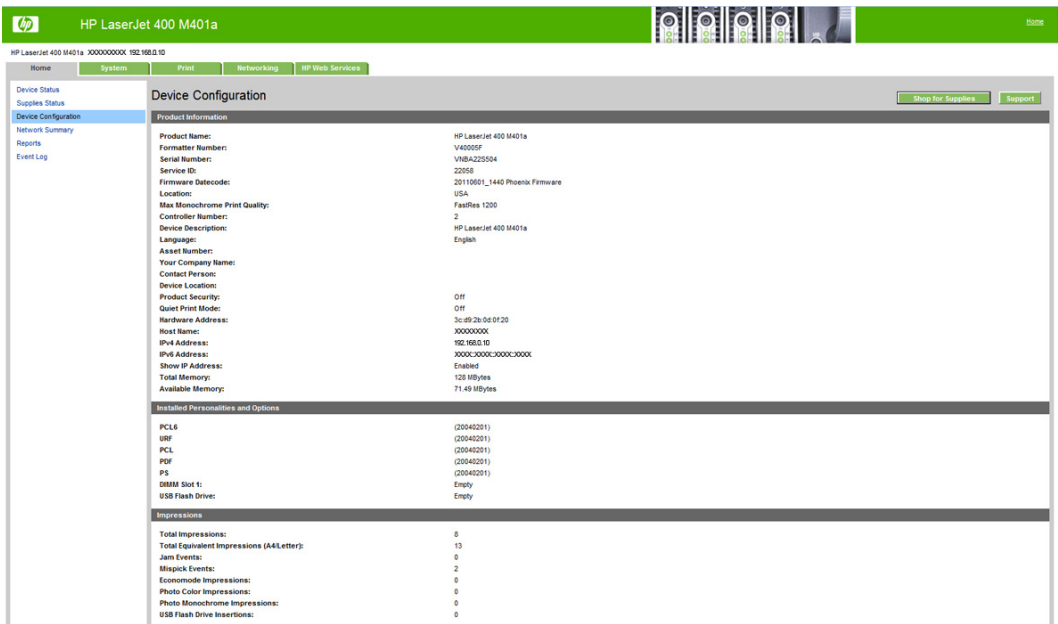 hp HP LaserJet 400 M401a Home
HP LaserJet 400 M401a XXXXXXXXX 192.168.0.10
Home System Print Networking HP Web Services
Device Status
Supplies Status
Device Configuration
Network Summary
Reports
Event Log
Device Configuration Shop for Supplies Support
Product Information
Product Name: HP LaserJet 400 M401a
Formatter Number: V40005F
Serial Number: VNBA22S504
Service ID: 22058
Firmware Datecode: 20110601_1440 Phoenix Firmware
Location: USA
Max Monochrome Print Quality: FastRes 1200
Controller Number: 2
Device Description: HP LaserJet 400 M401a
Language: English
Asset Number:
Your Company Name:
Contact Person:
Device Location:
Product Security: Off
Quiet Print Mode: Off
Hardware Address: 3c:d9:2b:0d:0f:20
Host Name: XXXXXXXX
IPv4 Address: 192.168.0.10
IPv6 Address: XXXX::XXXX:XXXX:XXXX
Show IP Address: Enabled
Total Memory: 128 MBytes
Available Memory: 71.49 MBytes
Installed Personalities and Options
PCL6 (20040201)
URF (20040201)
PCL (20040201)
PDF (20040201)
PS (20040201)
DIMM Slot 1: Empty
USB Flash Drive: Empty
Impressions
Total Impressions: 8
Total Equivalent Impressions (A4/Letter): 13
Jam Events: 0
Mispick Events: 2
Economode Impressions: 0
Photo Color Impressions: 0
Photo Monochrome Impressions: 0
USB Flash Drive Insertions: 0